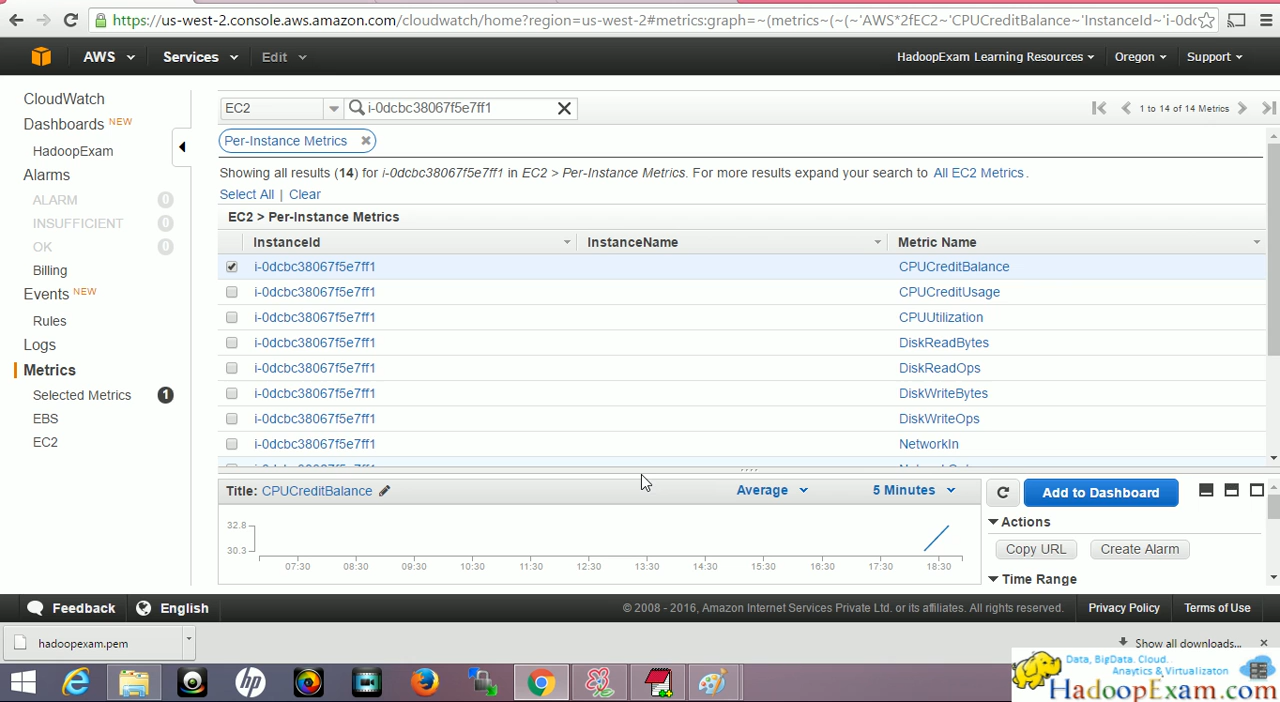 https://us-west-2.console.aws.amazon.com/cloudwatch/home?region=us-west-2#metrics:graph=~(metrics~(~(~'AWS*2fEC2~'CPUCreditBalance~'InstanceId~'i-0dc
AWS Services Edit HadoopExam Learning Resources Oregon Support
CloudWatch
Dashboards NEW
HadoopExam
Alarms
ALARM 0
INSUFFICIENT 0
OK 0
Billing
Events NEW
Rules
Logs
Metrics
Selected Metrics 1
EBS
EC2
EC2 i-0dcbc38067f5e7ff1 1 to 14 of 14 Metrics
Per-Instance Metrics
Showing all results (14) for i-0dcbc38067f5e7ff1 in EC2 > Per-Instance Metrics. For more results expand your search to All EC2 Metrics.
Select All | Clear
EC2 > Per-Instance Metrics
InstanceId InstanceName Metric Name
i-0dcbc38067f5e7ff1 CPUCreditBalance
i-0dcbc38067f5e7ff1 CPUCreditUsage
i-0dcbc38067f5e7ff1 CPUUtilization
i-0dcbc38067f5e7ff1 DiskReadBytes
i-0dcbc38067f5e7ff1 DiskReadOps
i-0dcbc38067f5e7ff1 DiskWriteBytes
i-0dcbc38067f5e7ff1 DiskWriteOps
i-0dcbc38067f5e7ff1 NetworkIn
Title: CPUCreditBalance Average 5 Minutes Add to Dashboard
32.8
30.3
07:30 08:30 09:30 10:30 11:30 12:30 13:30 14:30 15:30 16:30 17:30 18:30
Actions
Copy URL Create Alarm
Time Range
Feedback English © 2008 - 2016, Amazon Internet Services Private Ltd. or its affiliates. All rights reserved. Privacy Policy Terms of Use
hadoopexam.pem Show all downloads...
Data, BigData. Cloud.
Anaytics & Virtualizaton
HadoopExam.com